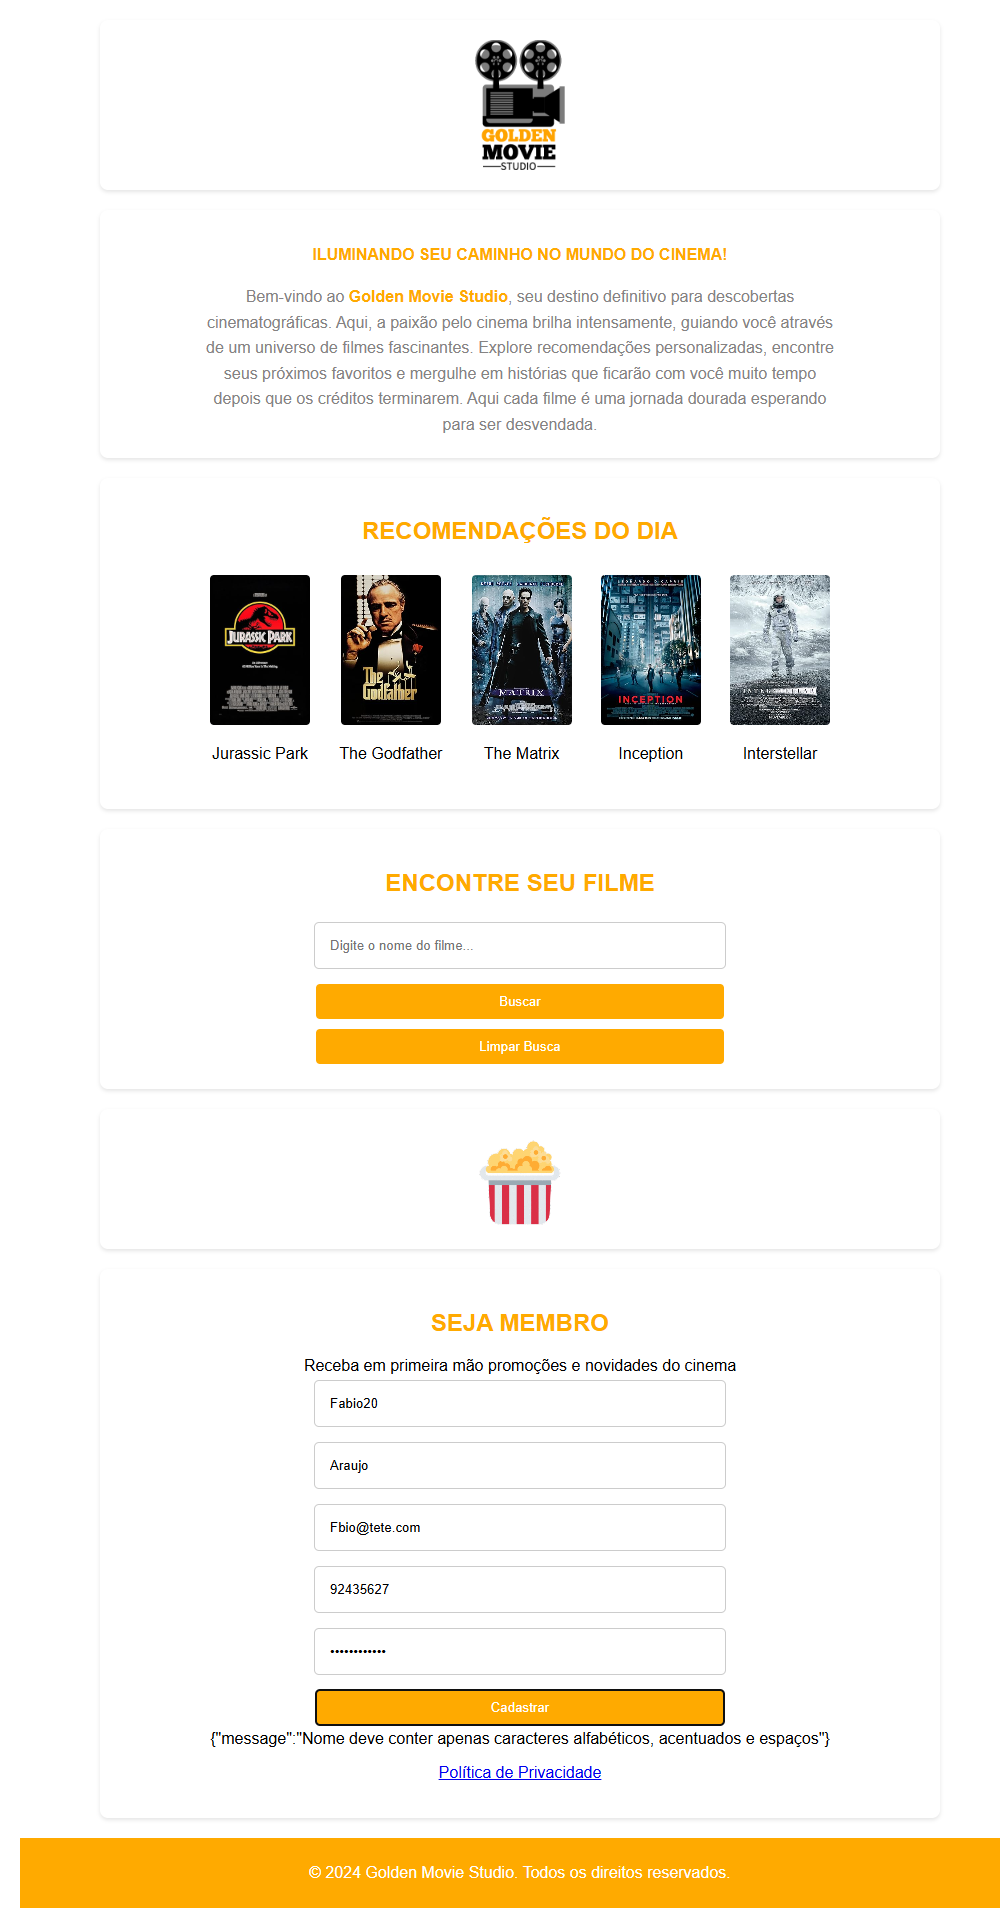 GOLDEN
MOVIE
STUDIO
ILUMINANDO SEU CAMINHO NO MUNDO DO CINEMA!
Bem-vindo ao Golden Movie Studio, seu destino definitivo para descobertas
cinematográficas. Aqui, a paixão pelo cinema brilha intensamente, guiando você através
de um universo de filmes fascinantes. Explore recomendações personalizadas, encontre
seus próximos favoritos e mergulhe em histórias que ficarão com você muito tempo
depois que os créditos terminarem. Aqui cada filme é uma jornada dourada esperando
para ser desvendada.
RECOMENDAÇÕES DO DIA
JURASSIC PARK
The
Godfather
MATRIX
INCEPTION
INTERSTELLAR
Jurassic Park
The Godfather
The Matrix
Inception
Interstellar
ENCONTRE SEU FILME
Digite o nome do filme...
Buscar
Limpar Busca
SEJA MEMBRO
Receba em primeira mão promoções e novidades do cinema
Fabio20
Araujo
Fbio@tete.com
92435627
••••••••••••
Cadastrar
{"message":"Nome deve conter apenas caracteres alfabéticos, acentuados e espaços"}
Política de Privacidade
© 2024 Golden Movie Studio. Todos os direitos reservados.